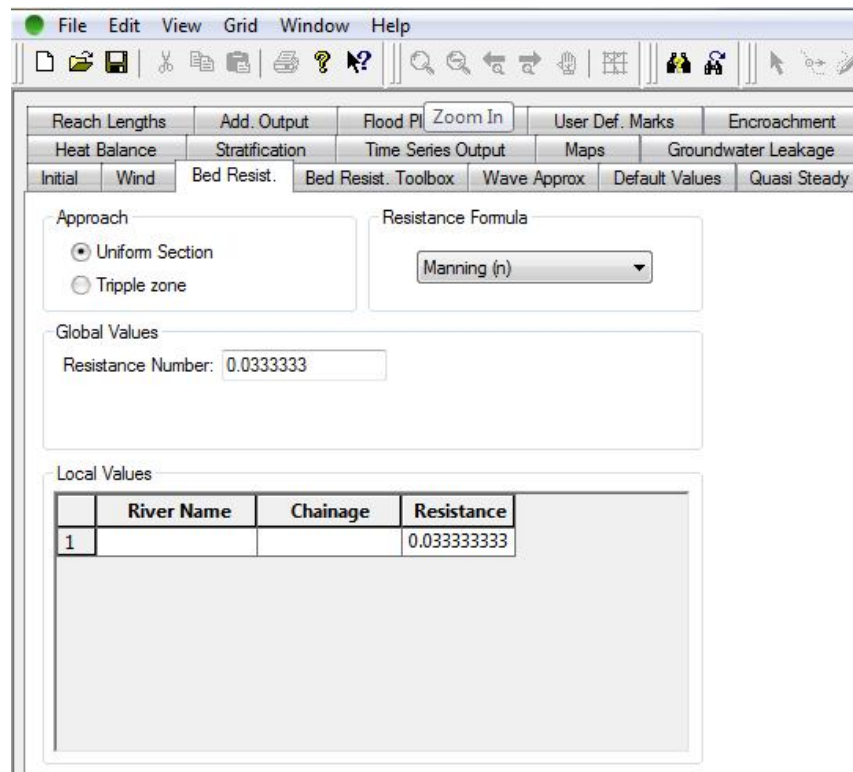 File Edit View Grid Window Help
Reach Lengths Add. Output Flood Pl Zoom In User Def. Marks Encroachment
Heat Balance Stratification Time Series Output Maps Groundwater Leakage
Initial Wind Bed Resist. Bed Resist. Toolbox Wave Approx Default Values Quasi Steady
Approach
Uniform Section
Tripple zone
Resistance Formula
Manning (n)
Global Values
Resistance Number: 0.0333333
Local Values
River Name Chainage Resistance
1 0.033333333